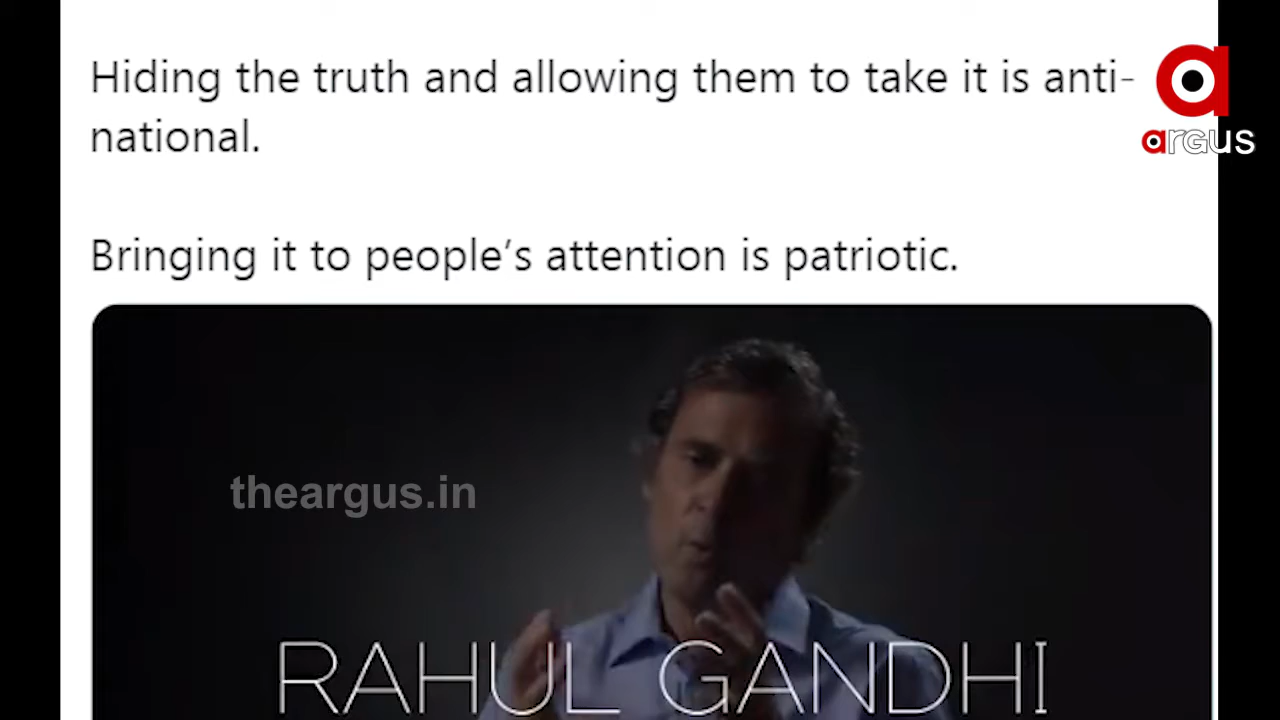 Hiding the truth and allowing them to take it is anti-
national.
argus
Bringing it to people's attention is patriotic.
theargus.in
RAHUL GANDHI